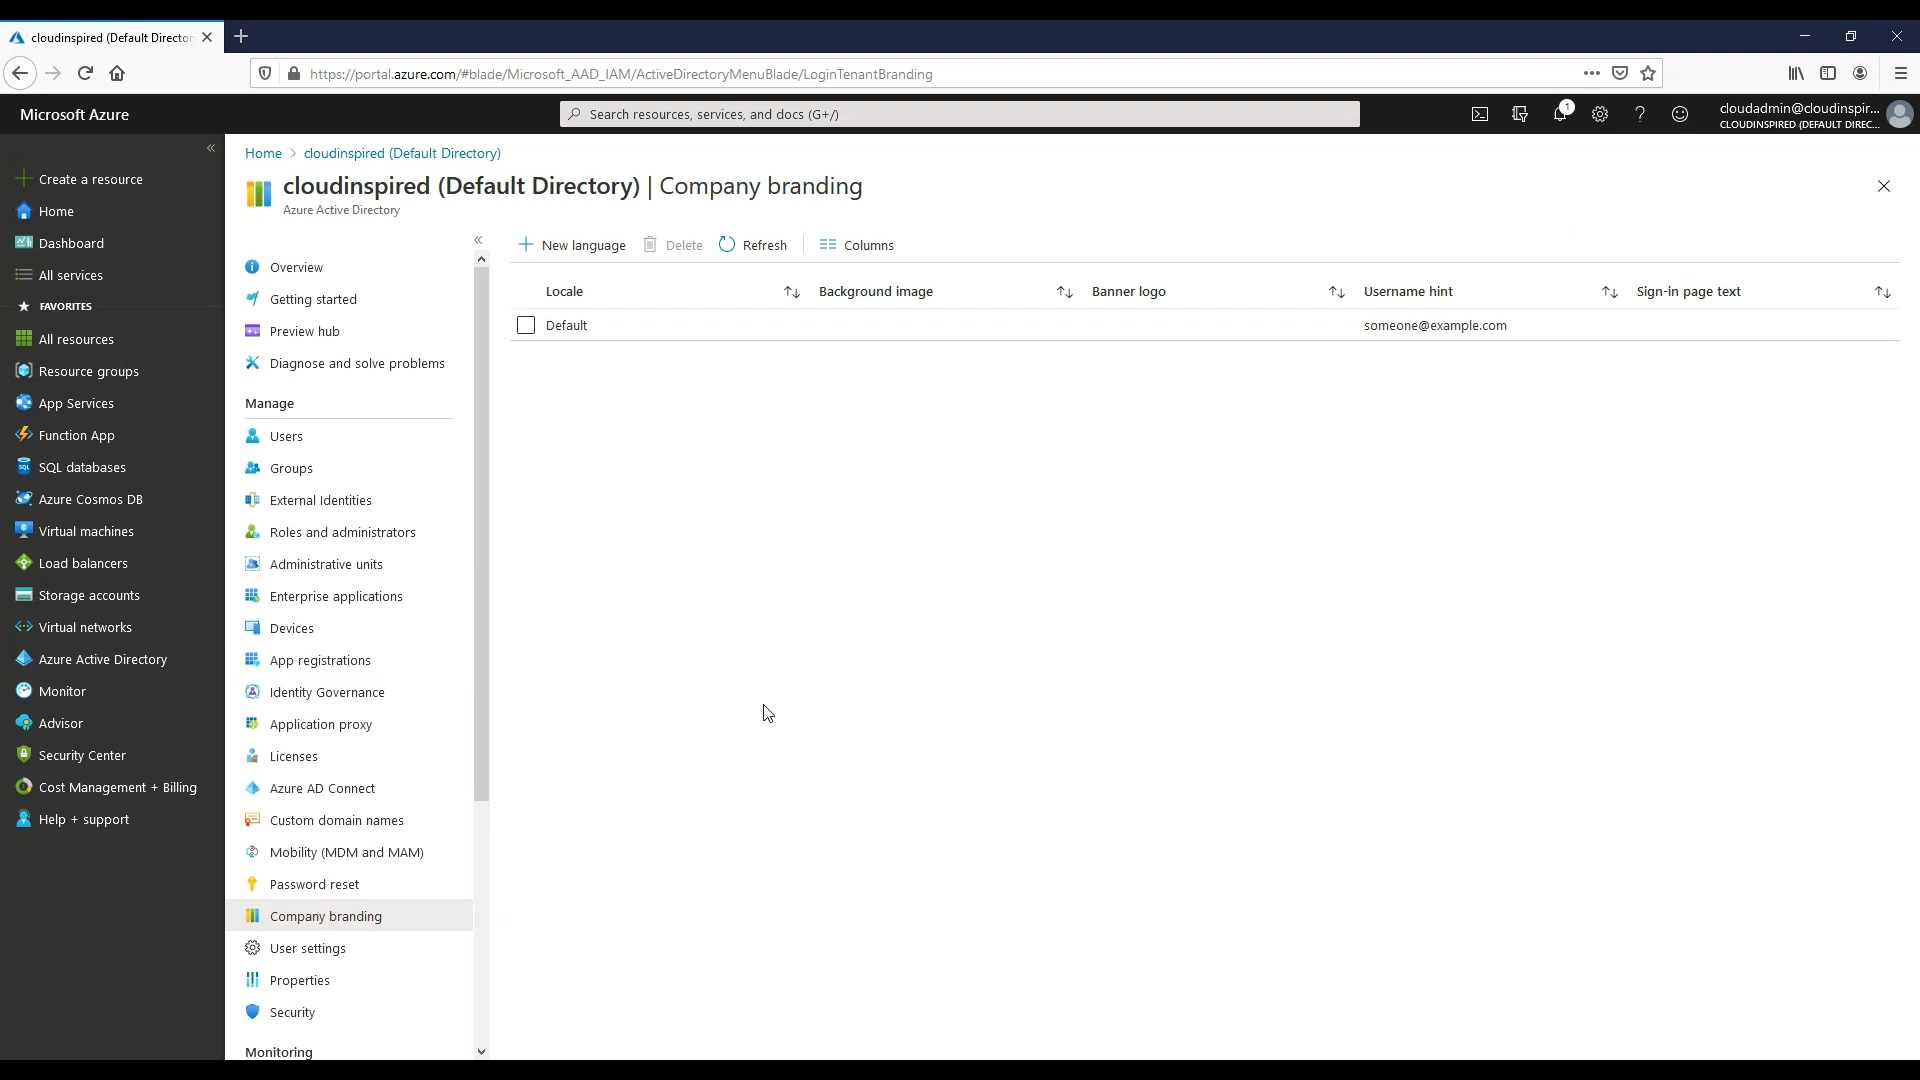 cloudinspired (Default Director
https://portal.azure.com/#blade/Microsoft_AAD_IAM/ActiveDirectoryMenuBlade/LoginTenantBranding
Microsoft Azure
Search resources, services, and docs (G+/)
1
cloudadmin@cloudinspir...
CLOUDINSPIRED (DEFAULT DIREC...
Create a resource
Home
Dashboard
All services
FAVORITES
All resources
Resource groups
App Services
Function App
SQL databases
Azure Cosmos DB
Virtual machines
Load balancers
Storage accounts
Virtual networks
Azure Active Directory
Monitor
Advisor
Security Center
Cost Management + Billing
Help + support
Home > cloudinspired (Default Directory)
cloudinspired (Default Directory) | Company branding
Azure Active Directory
Overview
Getting started
Preview hub
Diagnose and solve problems
Manage
Users
Groups
External Identities
Roles and administrators
Administrative units
Enterprise applications
Devices
App registrations
Identity Governance
Application proxy
Licenses
Azure AD Connect
Custom domain names
Mobility (MDM and MAM)
Password reset
Company branding
User settings
Properties
Security
Monitoring
New language Delete Refresh Columns
Locale Background image Banner logo Username hint Sign-in page text
Default someone@example.com